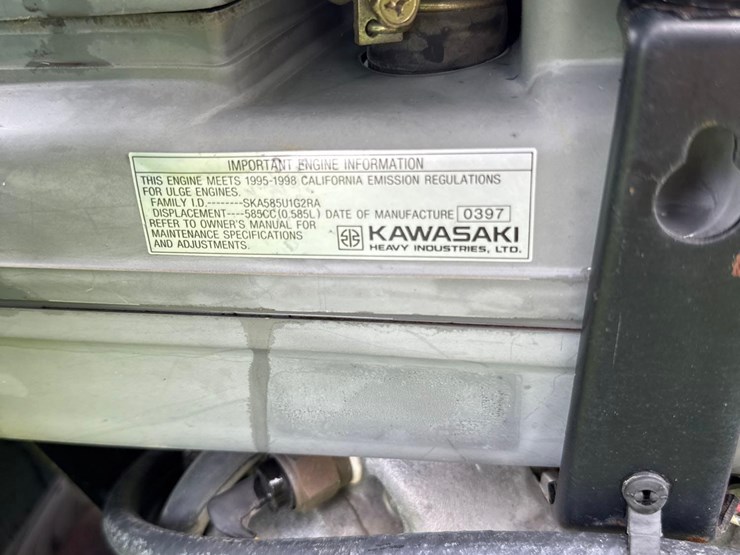 IMPORTANT ENGINE INFORMATION
THIS ENGINE MEETS 1995-1998 CALIFORNIA EMISSION REGULATIONS
FOR ULGE ENGINES.
FAMILY I.D.--------SKA585U1G2RA
DISPLACEMENT----585CC(0.585L) DATE OF MANUFACTURE 0397
REFER TO OWNER'S MANUAL FOR
MAINTENANCE SPECIFICATIONS
AND ADJUSTMENTS.
KAWASAKI
HEAVY INDUSTRIES, LTD.